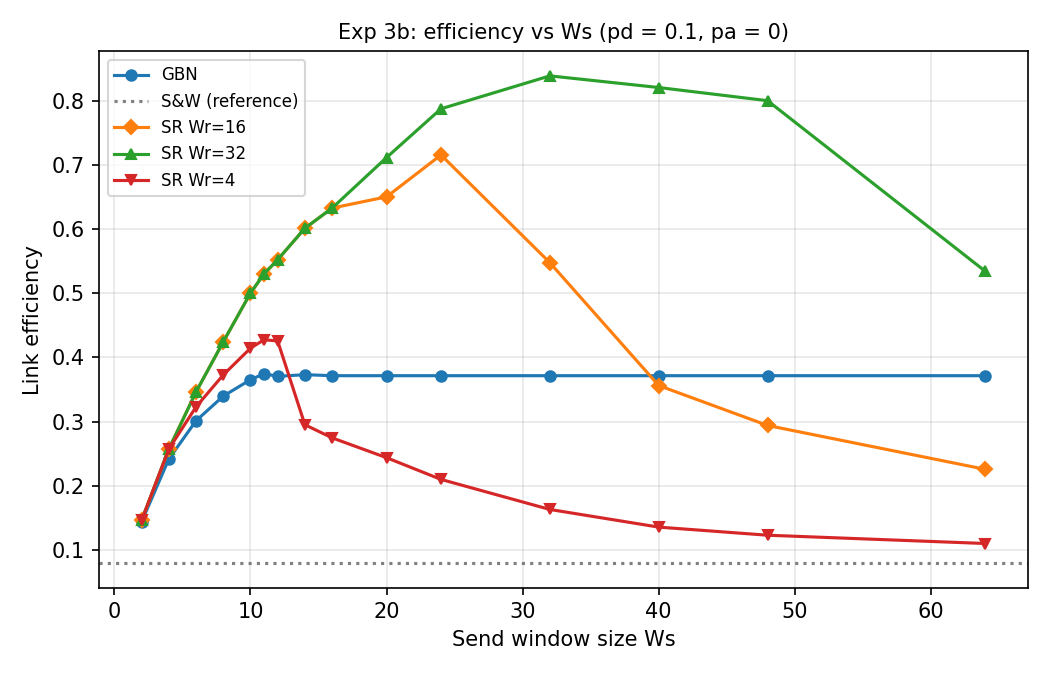 Exp 3b: efficiency vs Ws (pd = 0.1, pa = 0)
GBN
S&W (reference)
SR Wr=16
SR Wr=32
SR Wr=4
Link efficiency
0.8
0.7
0.6
0.5
0.4
0.3
0.2
0.1
0 10 20 30 40 50 60
Send window size Ws